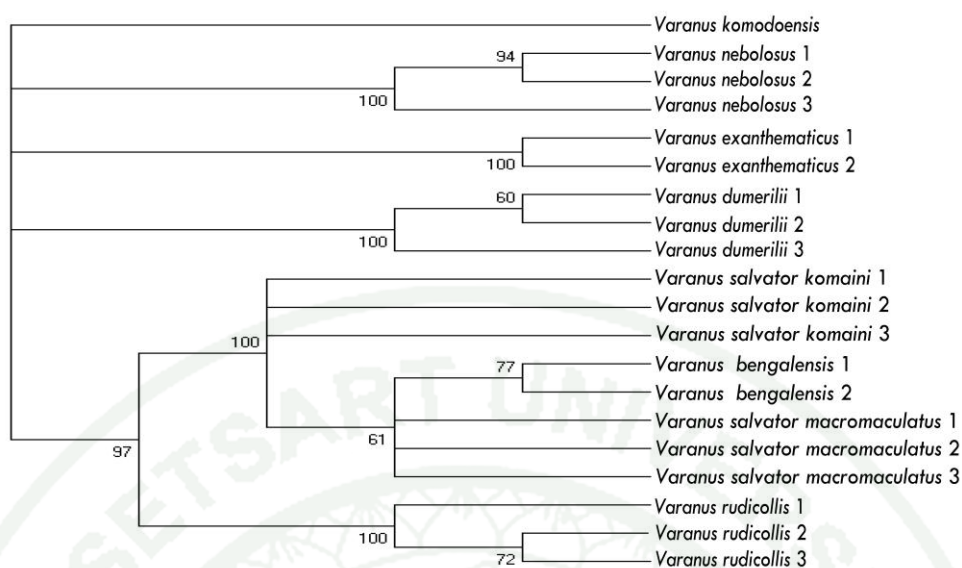 Varanus komodoensis
94
Varanus nebolosus 1
Varanus nebolosus 2
100
Varanus nebolosus 3
Varanus exanthematicus 1
100
Varanus exanthematicus 2
60
Varanus dumerilii 1
Varanus dumerilii 2
100
Varanus dumerilii 3
Varanus salvator komaini 1
Varanus salvator komaini 2
100
Varanus salvator komaini 3
77
Varanus bengalensis 1
Varanus bengalensis 2
Varanus salvator macromaculatus 1
61
Varanus salvator macromaculatus 2
97
Varanus salvator macromaculatus 3
Varanus rudicollis 1
100
Varanus rudicollis 2
72
Varanus rudicollis 3